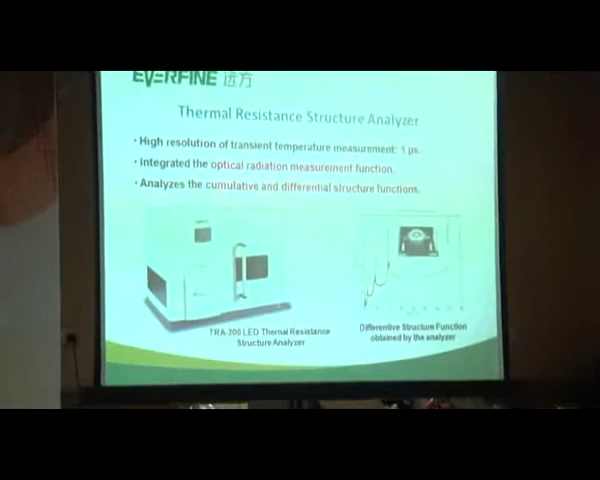 EVERFINE 远方
Thermal Resistance Structure Analyzer
• High resolution of transient temperature measurement: 1 μs.
• Integrated the optical radiation measurement function.
• Analyzes the cumulative and differential structure functions.
TRA-200 LED Thermal Resistance
Structure Analyzer
Differentive Structure Function
obtained by the analyzer